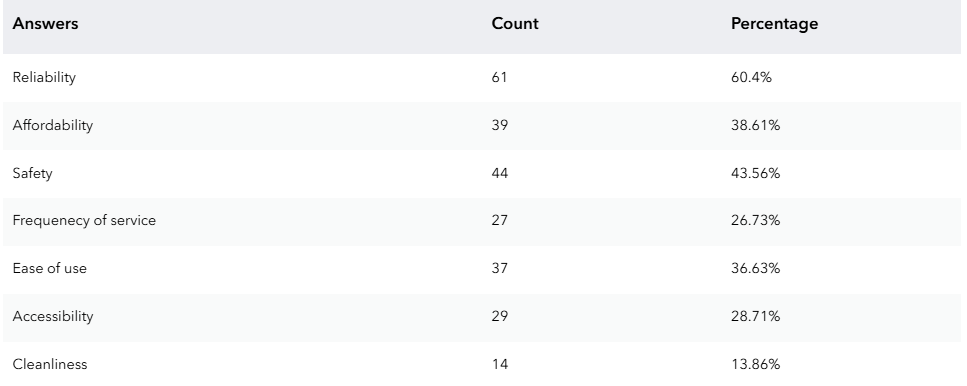 Answers Count Percentage
Reliability 61 60.4%
Affordability 39 38.61%
Safety 44 43.56%
Frequenecy of service 27 26.73%
Ease of use 37 36.63%
Accessibility 29 28.71%
Cleanliness 14 13.86%